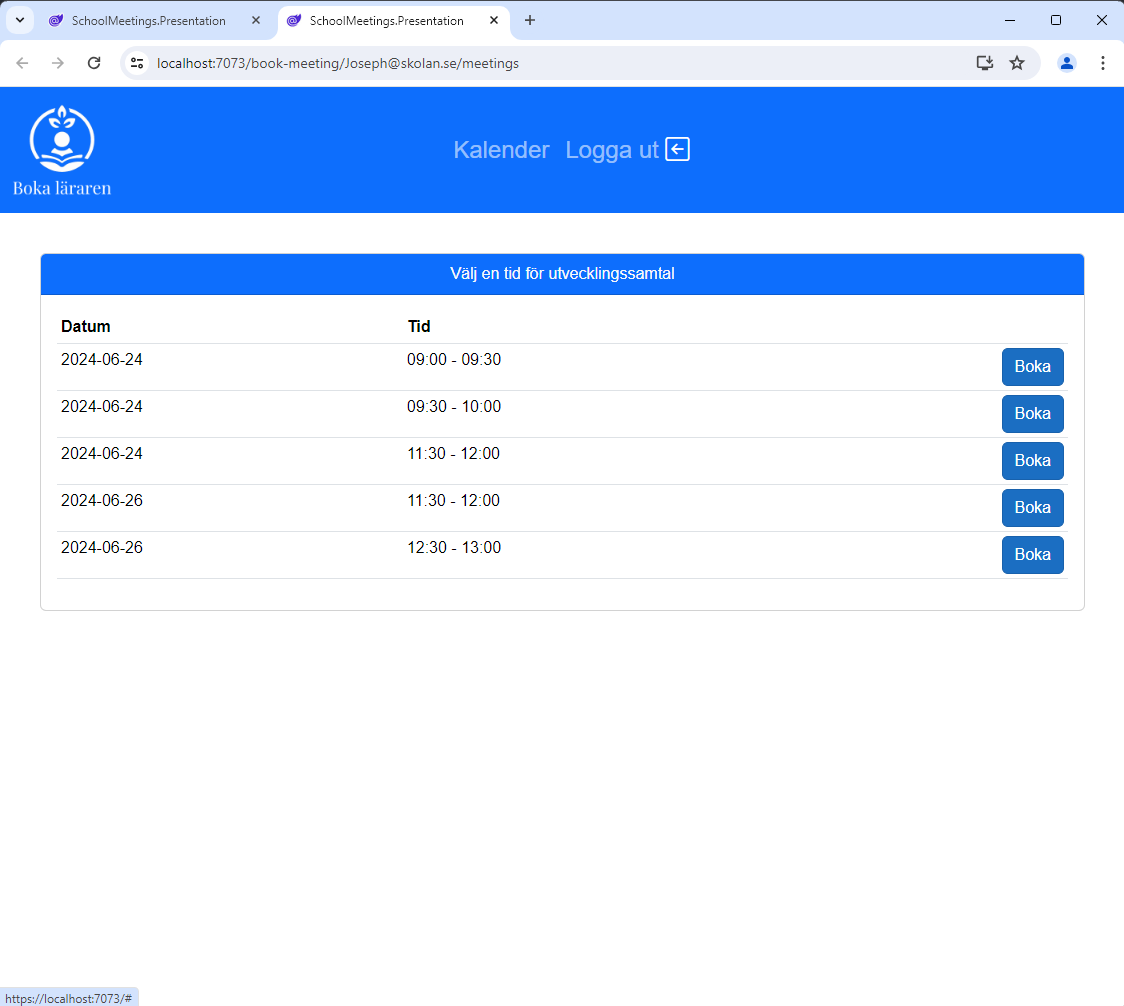 SchoolMeetings.Presentation
SchoolMeetings.Presentation
localhost:7073/book-meeting/Joseph@skolan.se/meetings
Boka läraren
Kalender Logga ut
Välj en tid för utvecklingssamtal
Datum Tid
2024-06-24 09:00 - 09:30 Boka
2024-06-24 09:30 - 10:00 Boka
2024-06-24 11:30 - 12:00 Boka
2024-06-26 11:30 - 12:00 Boka
2024-06-26 12:30 - 13:00 Boka
https://localhost:7073/#